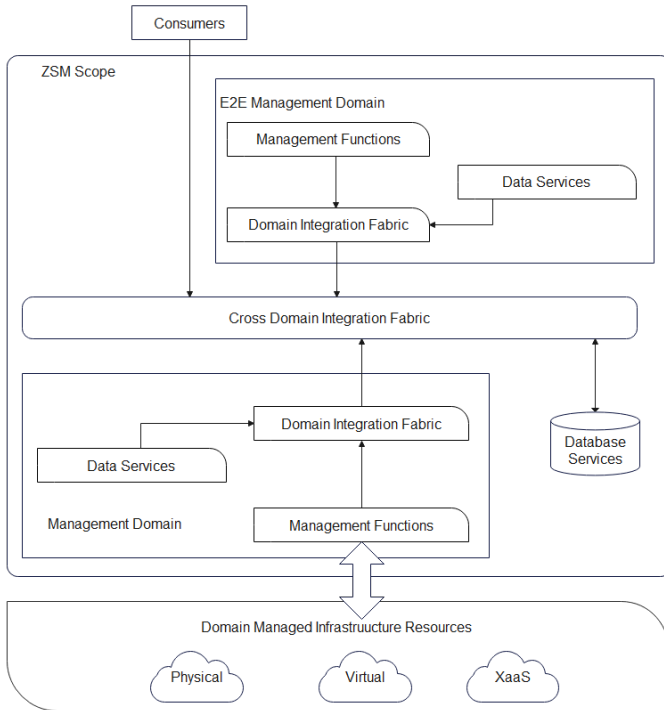 Consumers
ZSM Scope
E2E Management Domain
Management Functions
Data Services
Domain Integration Fabric
Cross Domain Integration Fabric
Domain Integration Fabric
Data Services
Database
Services
Management Domain
Management Functions
Domain Managed Infrastruucture Resources
Physical
Virtual
XaaS